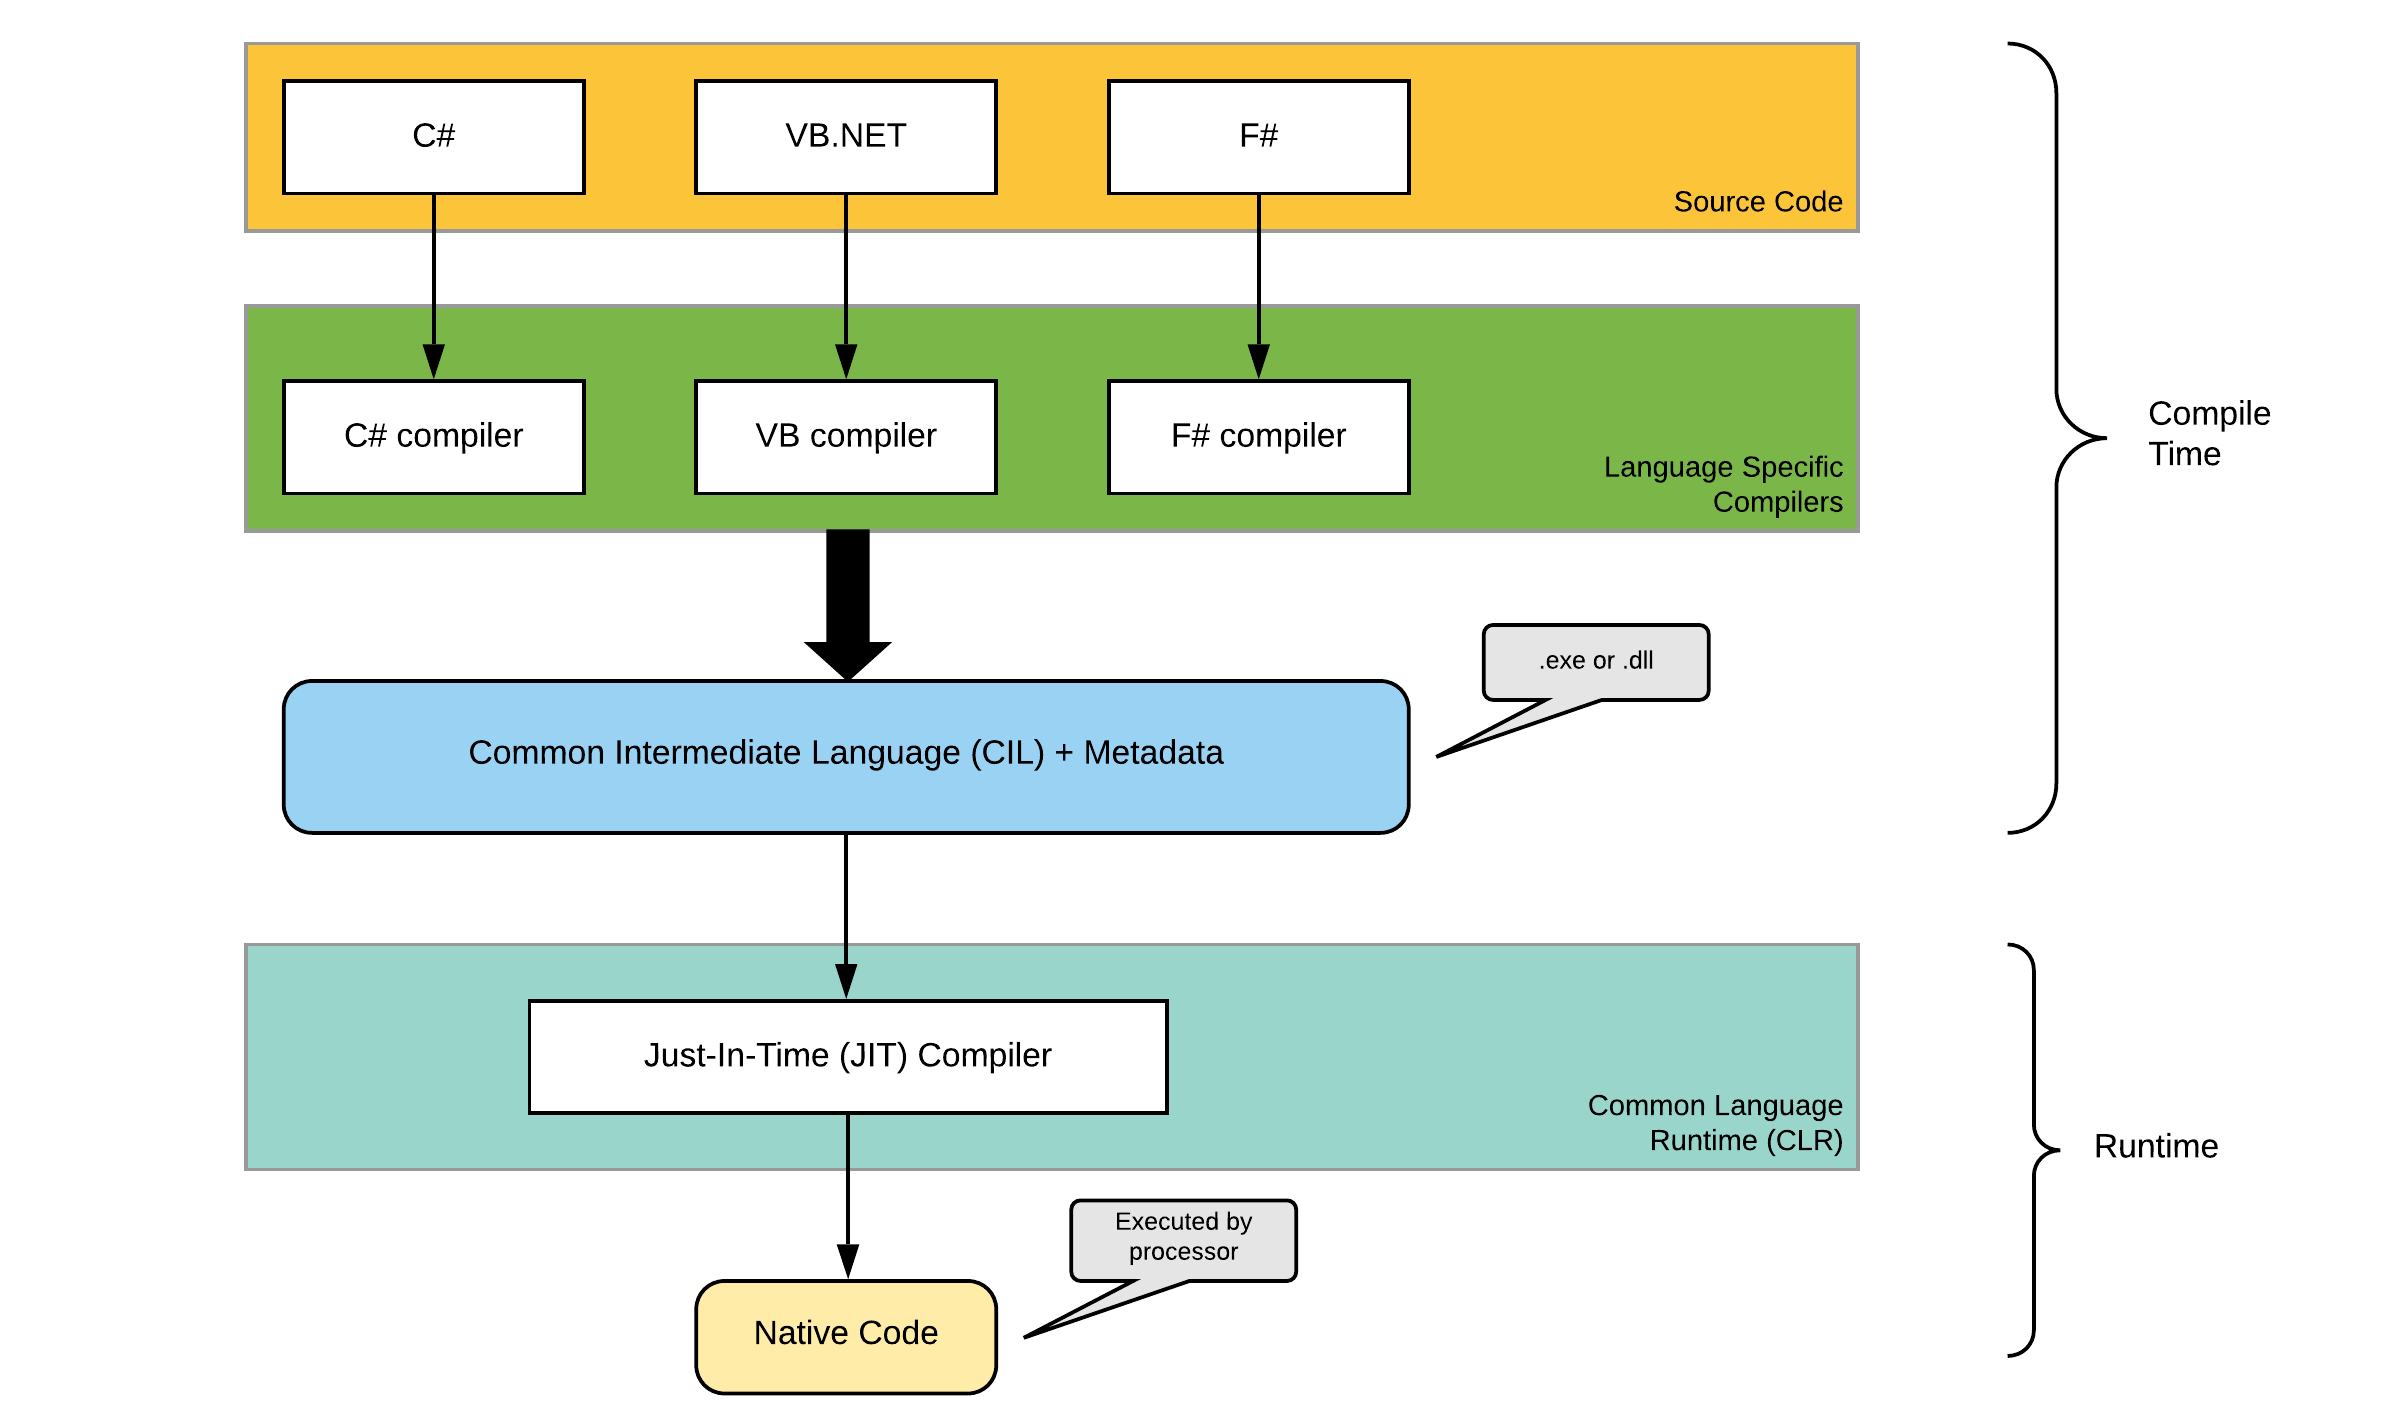 C#
VB.NET
F#
Source Code
C# compiler
VB compiler
F# compiler
Language Specific
Compilers
Compile
Time
.exe or .dll
Common Intermediate Language (CIL) + Metadata
Just-In-Time (JIT) Compiler
Common Language
Runtime (CLR)
Runtime
Executed by
processor
Native Code